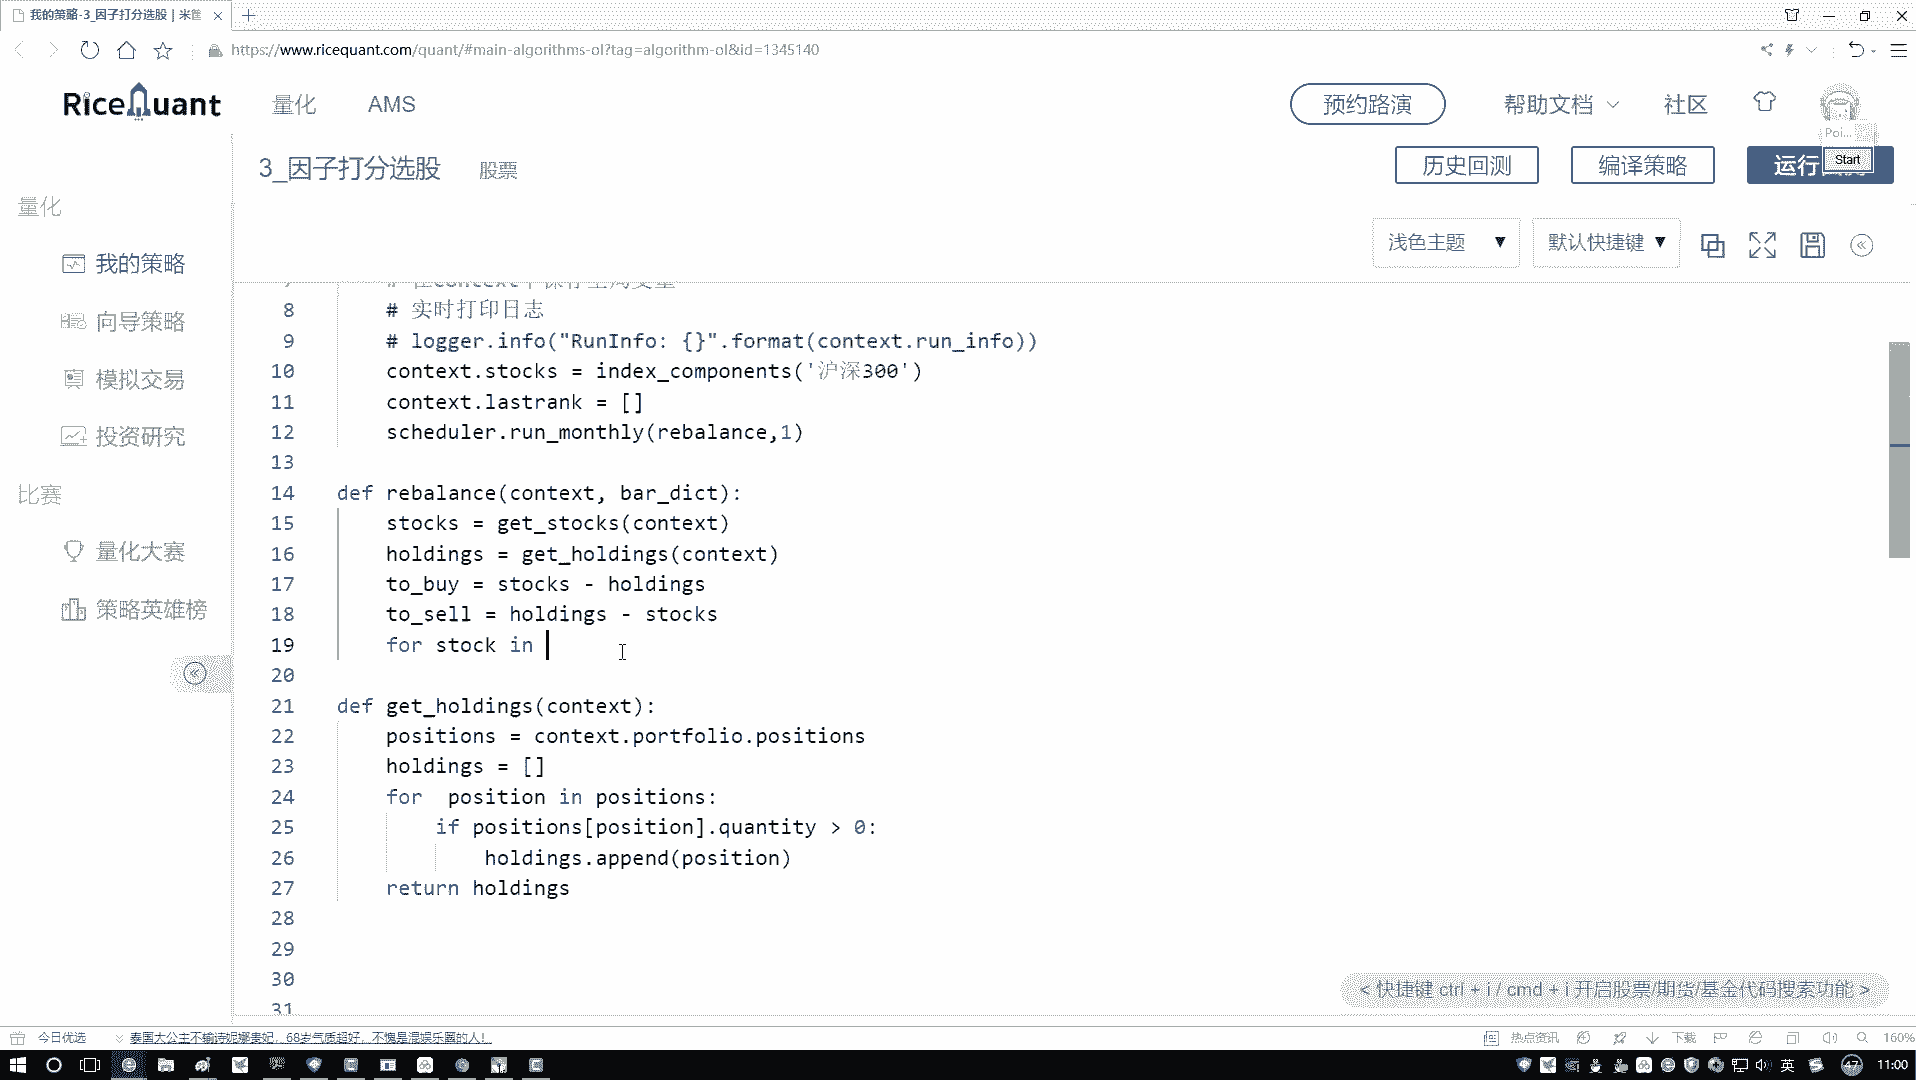 我的策略-3_因子打分选股 | 米筐
https://www.ricequant.com/quant/#main-algorithms-ol?tag=algorithm-ol&id=1345140
RiceQuant
量化
AMS
预约路演
帮助文档
社区
Poi...
3_因子打分选股
股票
历史回测
编译策略
运行
Start
量化
我的策略
向导策略
模拟交易
投资研究
比赛
量化大赛
策略英雄榜
浅色主题 ▼
默认快捷键 ▼
8 # 实时打印日志
9 # logger.info("RunInfo: {}".format(context.run_info))
10 context.stocks = index_components('沪深300')
11 context.lastrank = []
12 scheduler.run_monthly(rebalance,1)
13
14 def rebalance(context, bar_dict):
15 stocks = get_stocks(context)
16 holdings = get_holdings(context)
17 to_buy = stocks - holdings
18 to_sell = holdings - stocks
19 for stock in
20
21 def get_holdings(context):
22 positions = context.portfolio.positions
23 holdings = []
24 for  position in positions:
25 if positions[position].quantity > 0:
26 holdings.append(position)
27 return holdings
28
29
30
31
< 快捷键 ctrl + i / cmd + i 开启股票/期货/基金代码搜索功能 >
今日优选
泰国大公主不输诗妮娜贵妃，68岁气质超好，不愧是混娱乐圈的人！
热点资讯
下载
160%
英
47
11:00